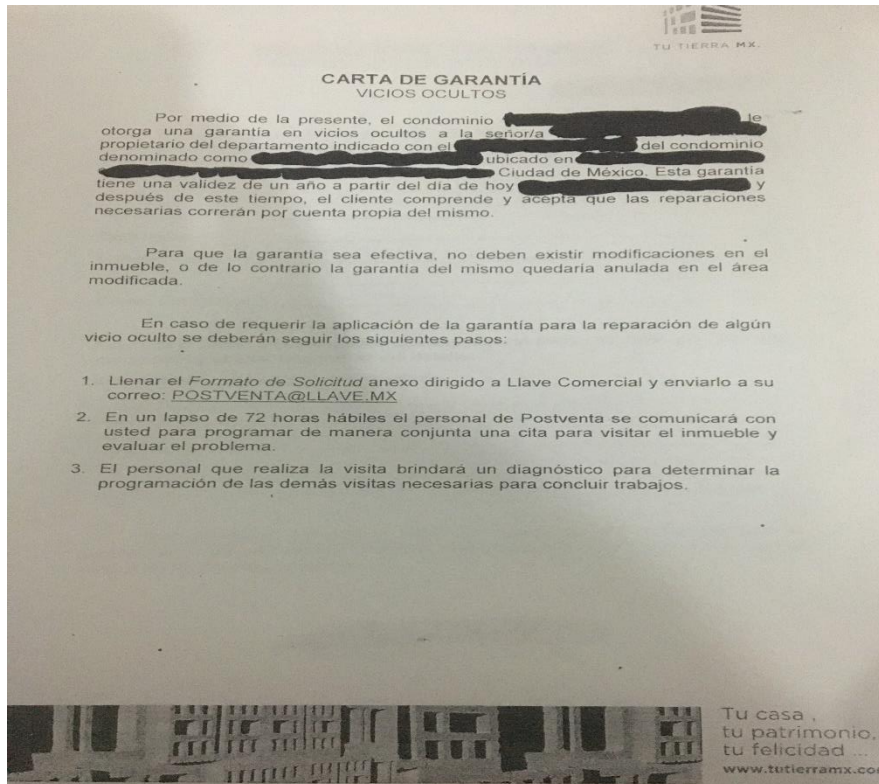 TU TIERRA MX.
CARTA DE GARANTÍA
VICIOS OCULTOS
Por medio de la presente, el condominio le
otorga una garantía en vicios ocultos a la señor/a
propietario del departamento indicado con el del condominio
denominado como ubicado en
Ciudad de México. Esta garantía
tiene una validez de un año a partir del día de hoy y
después de este tiempo, el cliente comprende y acepta que las reparaciones
necesarias correrán por cuenta propia del mismo.
Para que la garantía sea efectiva, no deben existir modificaciones en el
inmueble, o de lo contrario la garantía del mismo quedaría anulada en el área
modificada.
En caso de requerir la aplicación de la garantía para la reparación de algún
vicio oculto se deberán seguir los siguientes pasos:
1. Llenar el Formato de Solicitud anexo dirigido a Llave Comercial y enviarlo a su
correo: POSTVENTA@LLAVE.MX
2. En un lapso de 72 horas hábiles el personal de Postventa se comunicará con
usted para programar de manera conjunta una cita para visitar el inmueble y
evaluar el problema.
3. El personal que realiza la visita brindará un diagnóstico para determinar la
programación de las demás visitas necesarias para concluir trabajos.
Tu casa ,
tu patrimonio,
tu felicidad ....
www.tutierramx.co